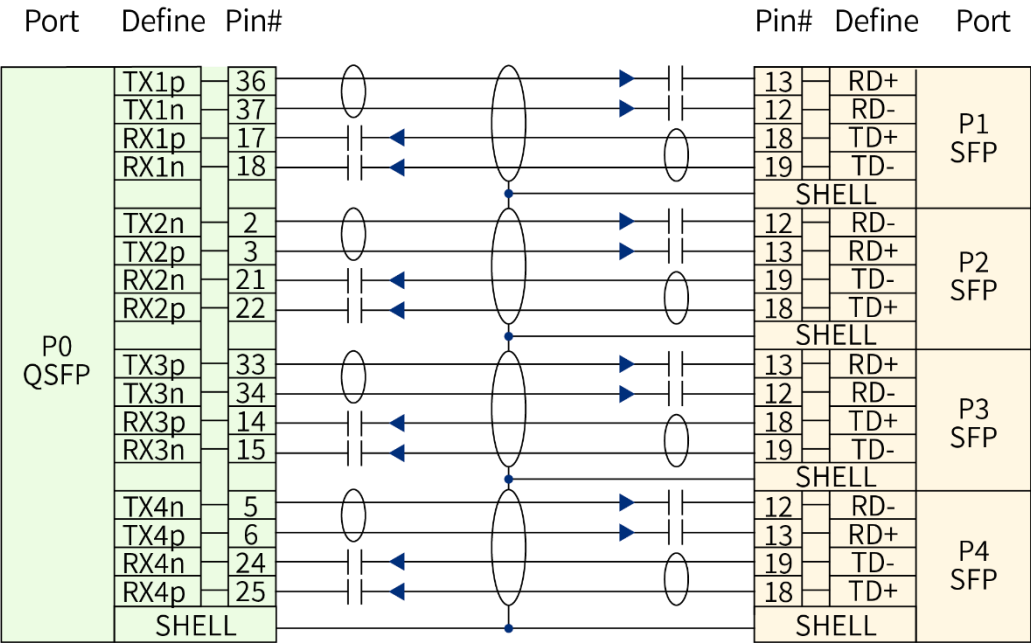 Port Define Pin# Pin# Define Port
TX1p 36 13 RD+
TX1n 37 12 RD-
RX1p 17 18 TD+
RX1n 18 19 TD-
P1
SFP
SHELL
TX2n 2 12 RD-
TX2p 3 13 RD+
RX2n 21 19 TD-
RX2p 22 18 TD+
P2
SFP
SHELL
P0
QSFP
TX3p 33 13 RD+
TX3n 34 12 RD-
RX3p 14 18 TD+
RX3n 15 19 TD-
P3
SFP
SHELL
TX4n 5 12 RD-
TX4p 6 13 RD+
RX4n 24 19 TD-
RX4p 25 18 TD+
P4
SFP
SHELL SHELL